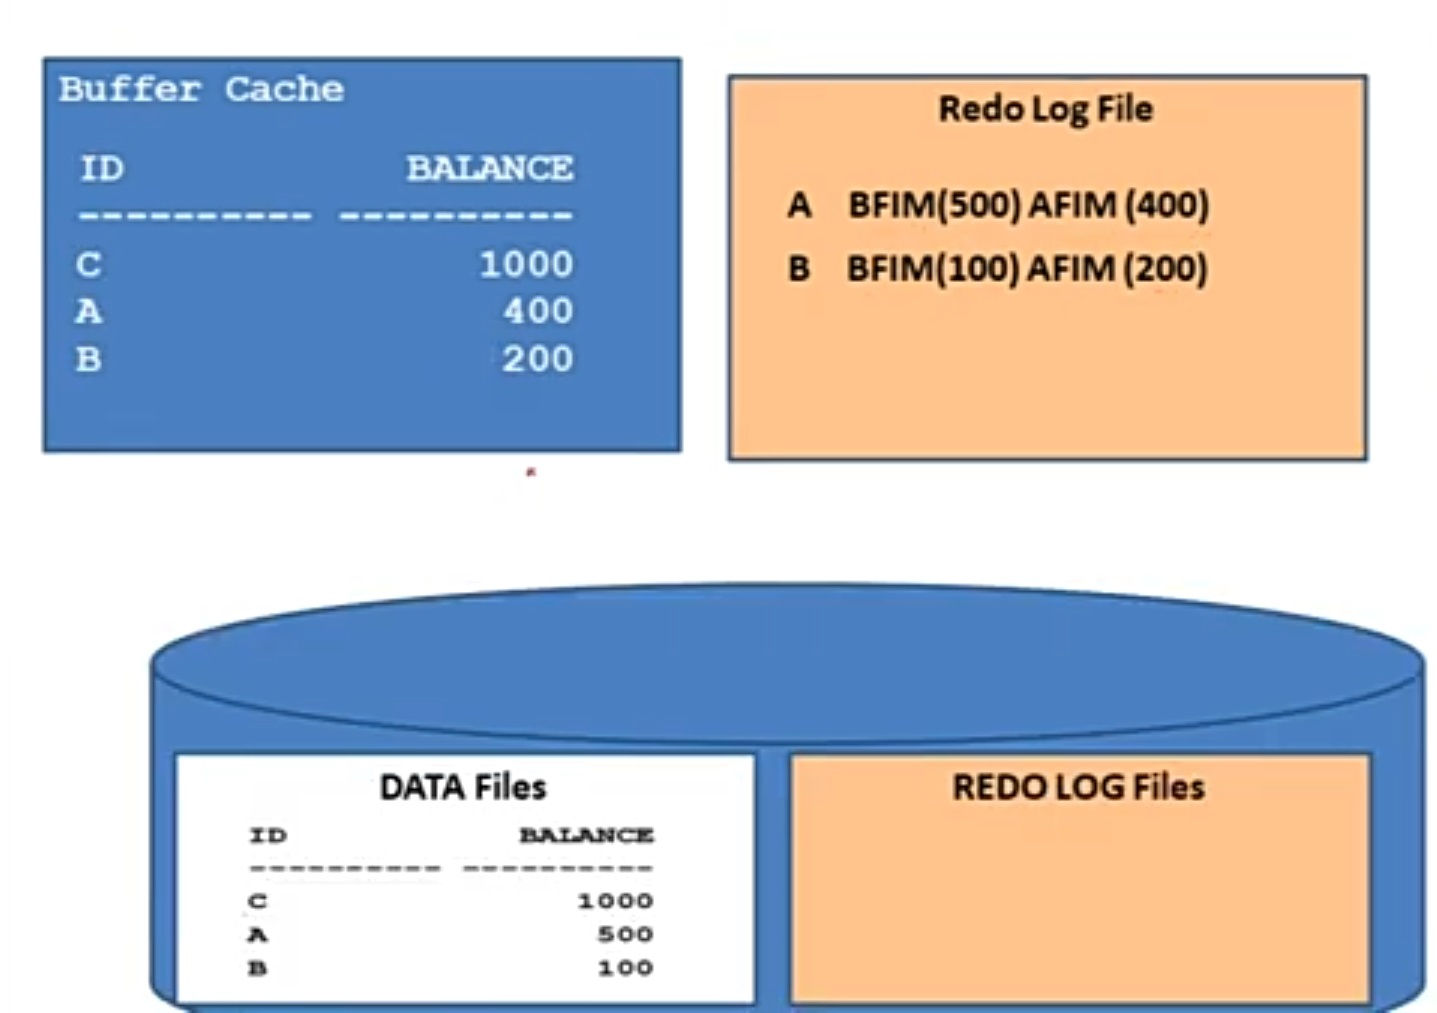 Buffer Cache
ID BALANCE
---------- ----------
C 1000
A 400
B 200
Redo Log File
A BFIM(500) AFIM (400)
B BFIM(100) AFIM (200)
DATA Files
ID BALANCE
---------- ----------
C 1000
A 500
B 100
REDO LOG Files